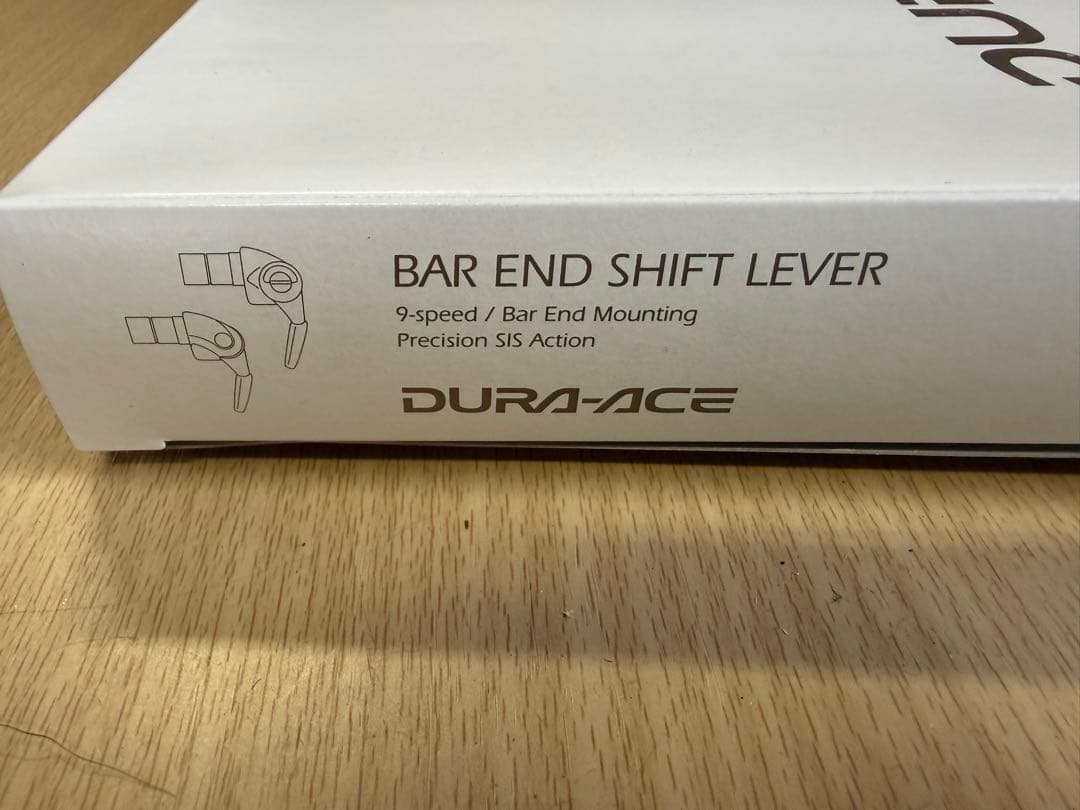 BAR END SHIFT LEVER
9-speed / Bar End Mounting
Precision SIS Action
DURA-ACE